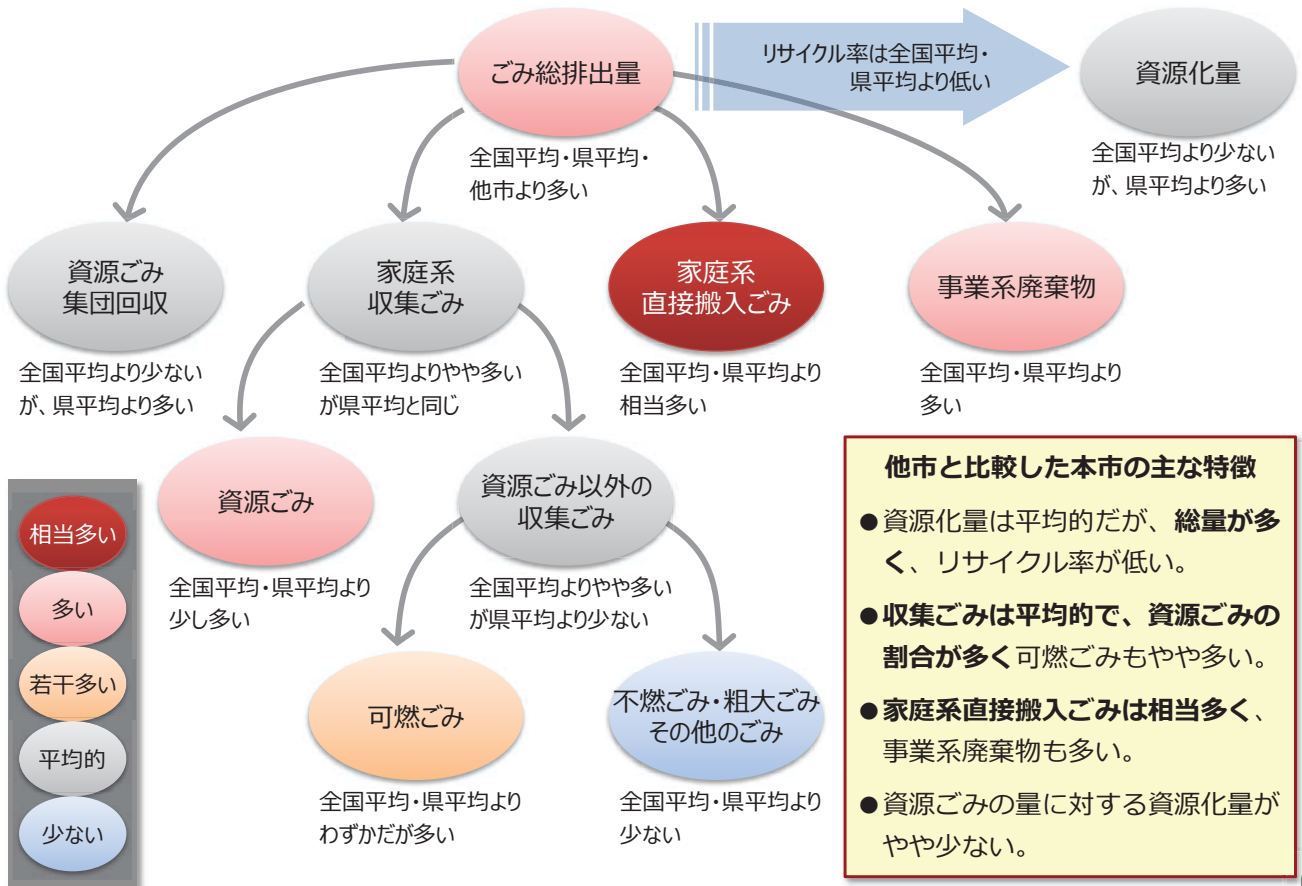 ごみ総排出量
リサイクル率は全国平均・
県平均より低い
資源化量
全国平均・県平均・
他市より多い
全国平均より少ない
が、県平均より多い
資源ごみ
集団回収
家庭系
収集ごみ
家庭系
直接搬入ごみ
事業系廃棄物
全国平均より少ない
が、県平均より多い
全国平均よりやや多い
が県平均と同じ
全国平均・県平均より
相当多い
全国平均・県平均より
多い
資源ごみ
資源ごみ以外の
収集ごみ
全国平均・県平均より
少し多い
全国平均よりやや多い
が県平均より少ない
可燃ごみ
不燃ごみ・粗大ごみ
その他のごみ
全国平均・県平均より
わずかだが多い
全国平均・県平均より
少ない
相当多い
多い
若干多い
平均的
少ない
他市と比較した本市の主な特徴
●資源化量は平均的だが、総量が多
く、リサイクル率が低い。
●収集ごみは平均的で、資源ごみの
割合が多く可燃ごみもやや多い。
●家庭系直接搬入ごみは相当多く、
事業系廃棄物も多い。
●資源ごみの量に対する資源化量が
やや少ない。